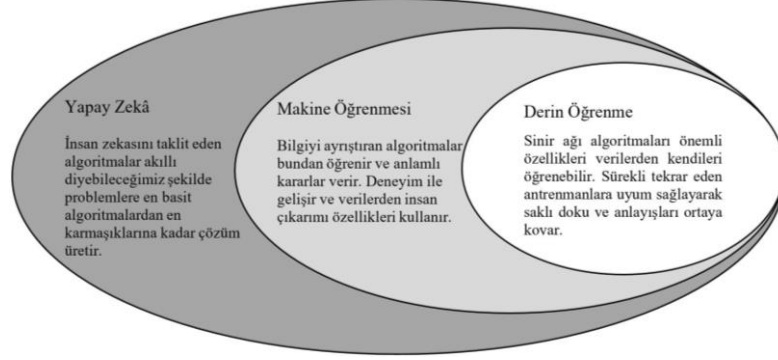 Yapay Zekâ
İnsan zekasını taklit eden
algoritmalar akıllı
diyebileceğimiz şekilde
problemlere en basit
algoritmalardan en
karmaşıklarına kadar çözüm
üretir.
Makine Öğrenmesi
Bilgiyi ayrıştıran algoritmalar
bundan öğrenir ve anlamlı
kararlar verir. Deneyim ile
gelişir ve verilerden insan
çıkarımı özellikleri kullanır.
Derin Öğrenme
Sinir ağı algoritmaları önemli
özellikleri verilerden kendileri
öğrenebilir. Sürekli tekrar eden
antrenmanlara uyum sağlayarak
saklı doku ve anlayışları ortaya
kovar.